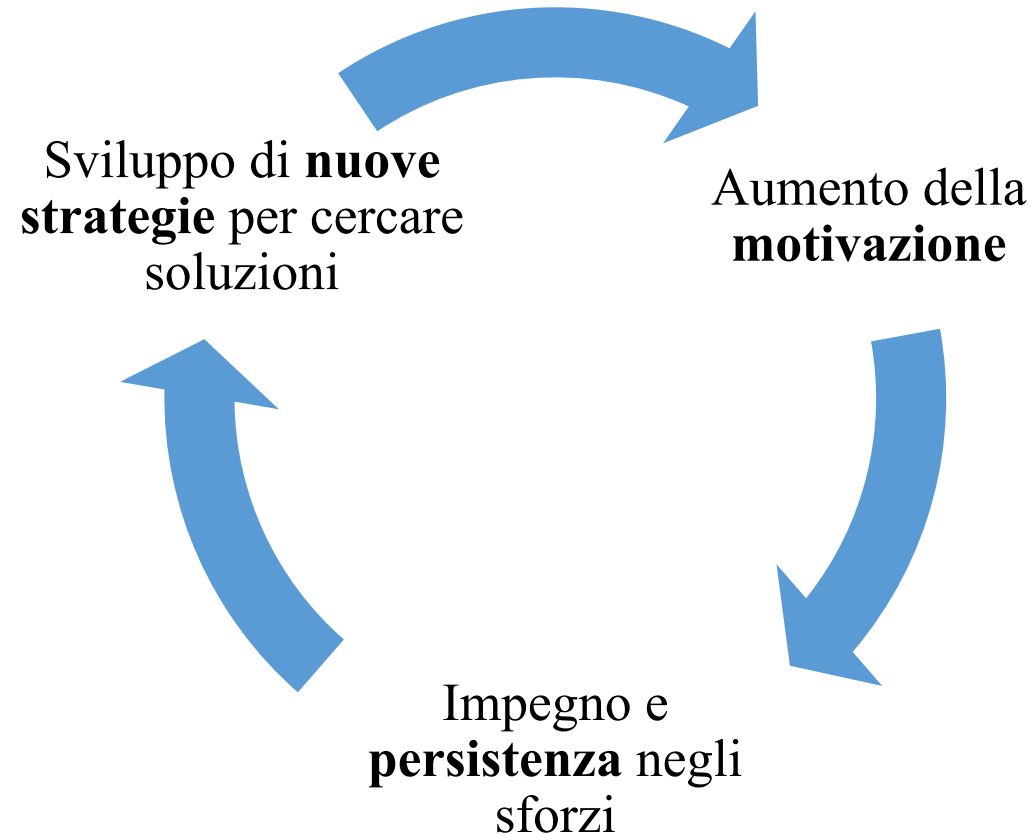 Sviluppo di nuove
strategie per cercare
soluzioni
Aumento della
motivazione
Impegno e
persistenza negli
sforzi